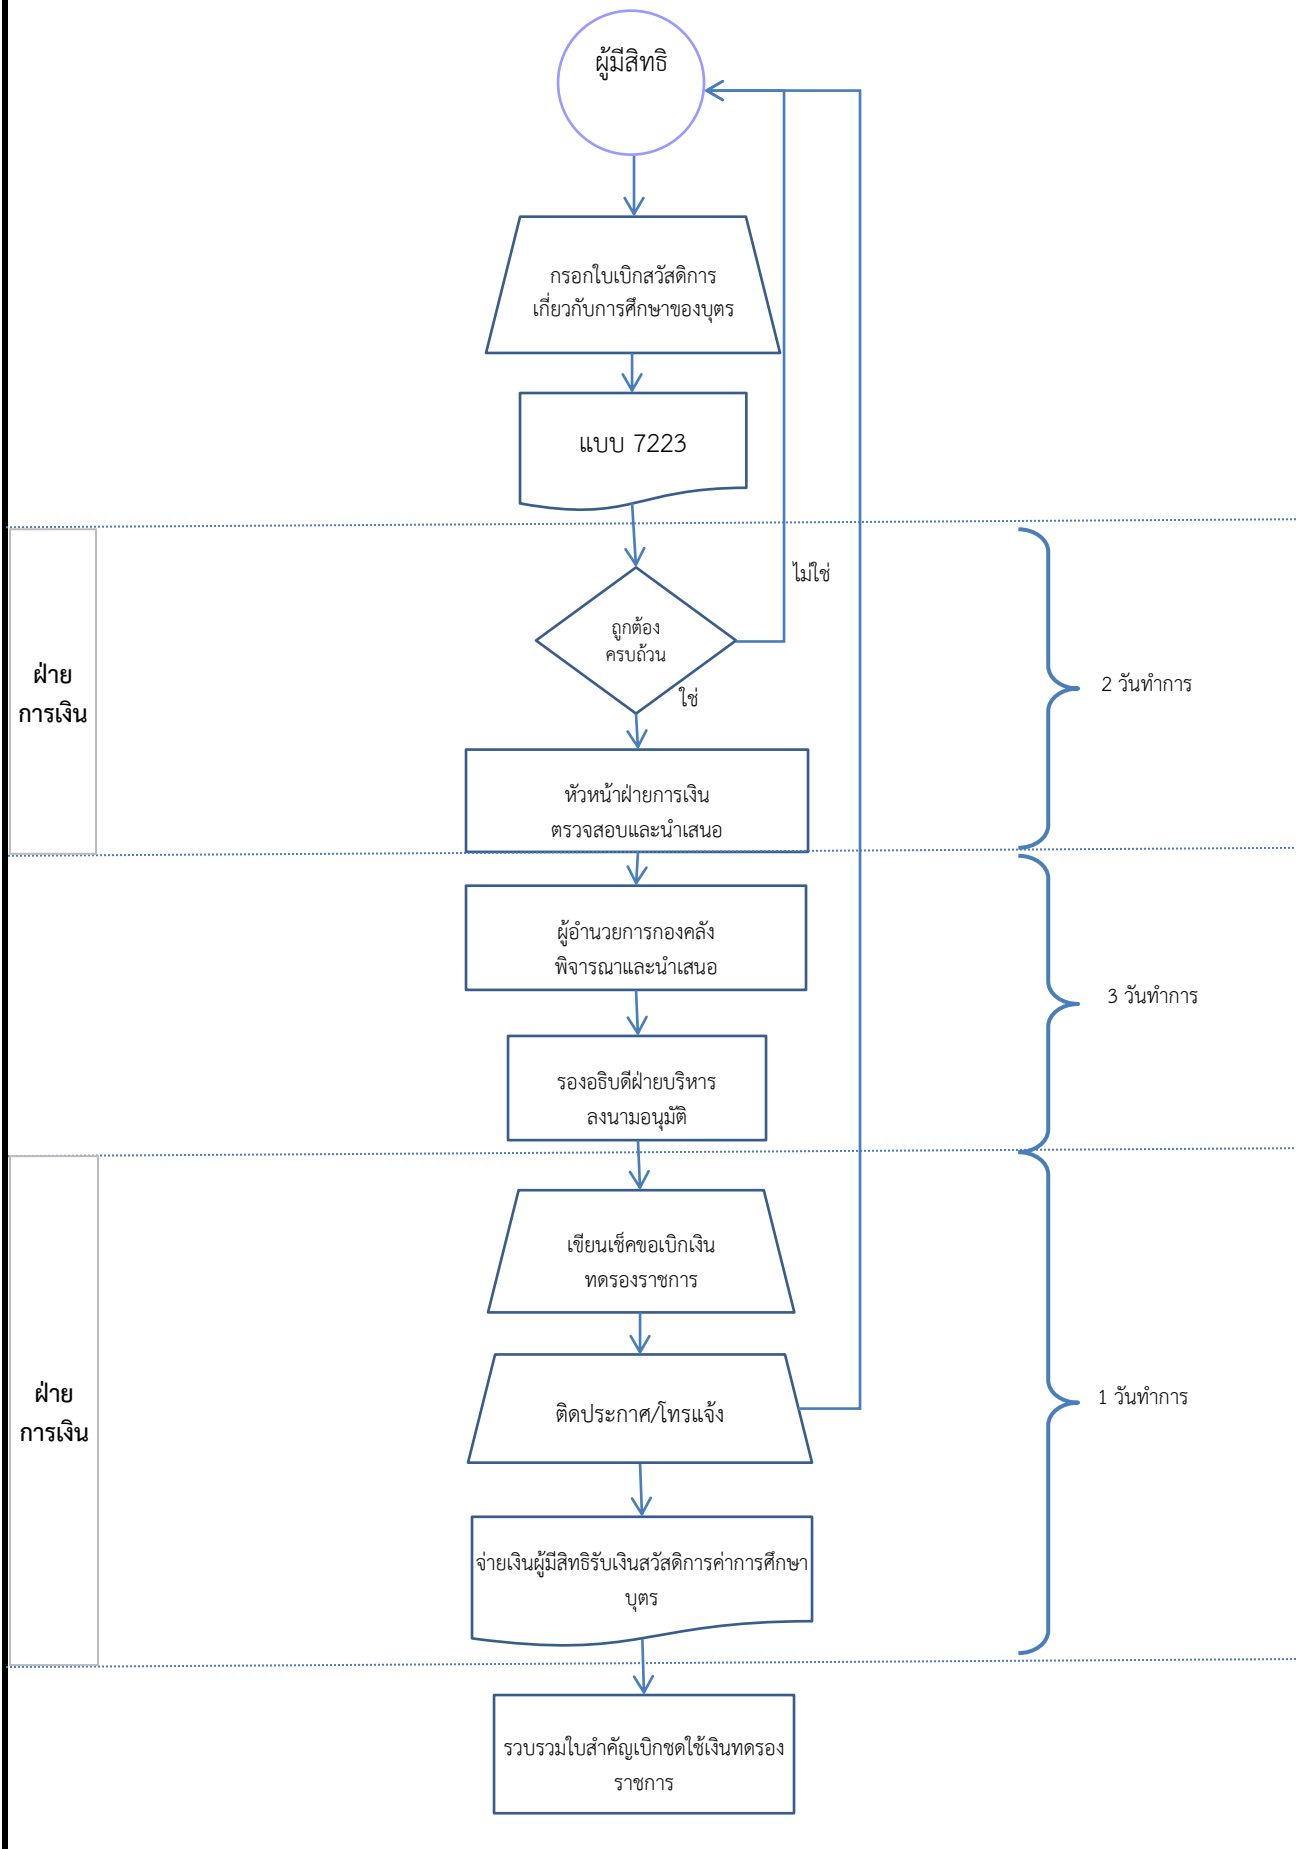 ผู้มีสิทธิ
กรอกใบเบิกสวัสดิการ
เกี่ยวกับการศึกษาของบุตร
แบบ 7223
ไม่ใช่
ถูกต้อง
ครบถ้วน
ใช่
ฝ่าย
การเงิน
2 วันทำการ
หัวหน้าฝ่ายการเงิน
ตรวจสอบและนำเสนอ
ผู้อำนวยการกองคลัง
พิจารณาและนำเสนอ
3 วันทำการ
รองอธิบดีฝ่ายบริหาร
ลงนามอนุมัติ
เขียนเช็คขอเบิกเงิน
ทดรองราชการ
ฝ่าย
การเงิน
ติดประกาศ/โทรแจ้ง
1 วันทำการ
จ่ายเงินผู้มีสิทธิรับเงินสวัสดิการค่าการศึกษา
บุตร
รวบรวมใบสำคัญเบิกชดใช้เงินทดรอง
ราชการ